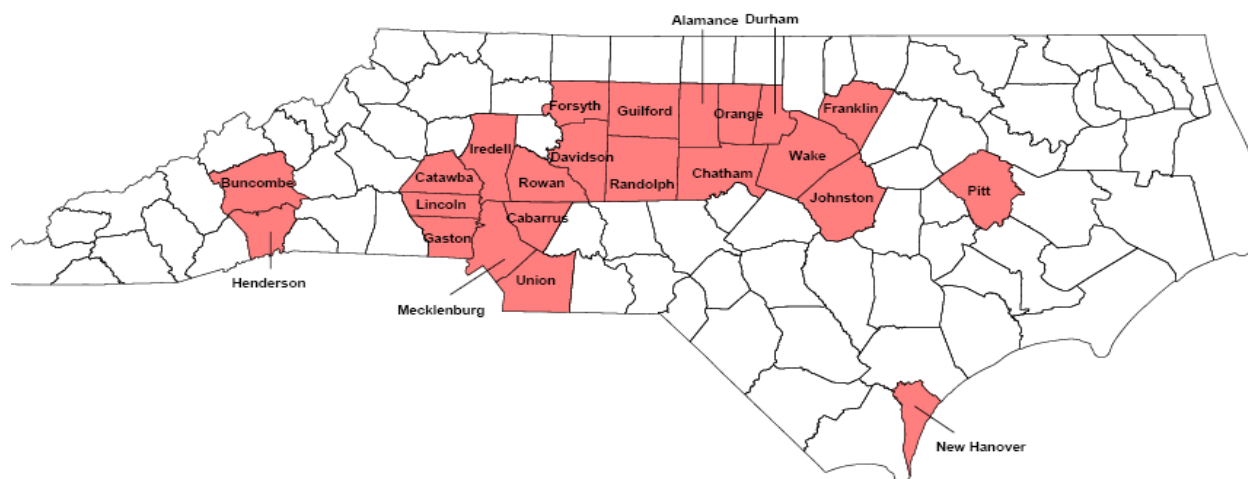 Alamance Durham
Forsyth
Guilford
Orange
Franklin
Iredell
Davidson
Wake
Catawba
Rowan
Randolph
Chatham
Buncombe
Pitt
Lincoln
Johnston
Cabarrus
Gaston
Henderson
Union
Mecklenburg
New Hanover